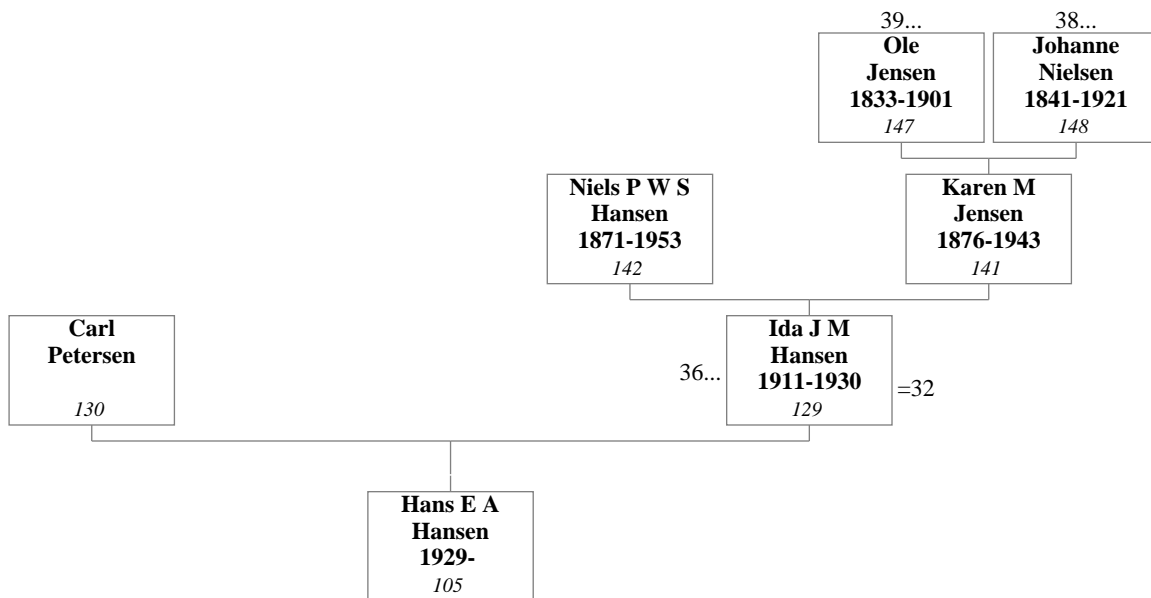 39...
38...
Ole
Jensen
1833-1901
147
Johanne
Nielsen
1841-1921
148
Niels P W S
Hansen
1871-1953
142
Karen M
Jensen
1876-1943
141
Carl
Petersen
130
36...
Ida J M
Hansen
1911-1930
129
=32
Hans E A
Hansen
1929-
105